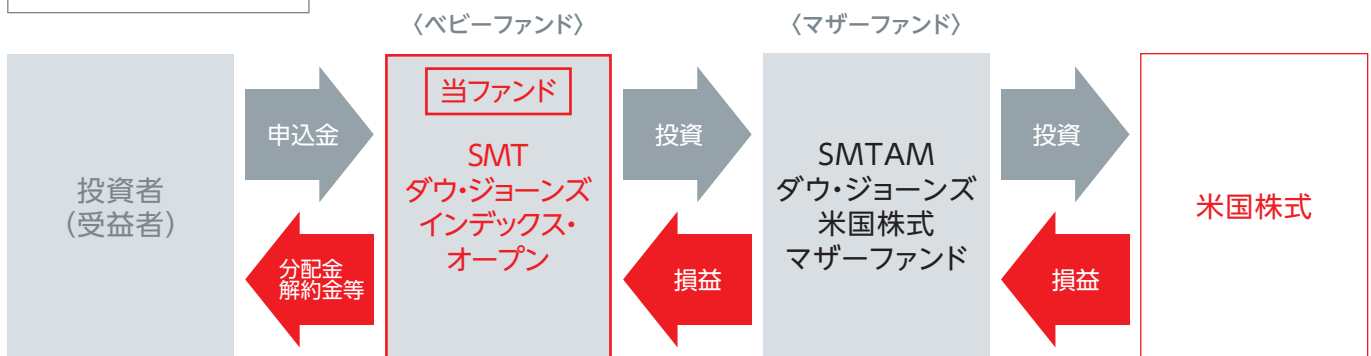 〈ベビーファンド〉
〈マザーファンド〉
投資者
(受益者)
申込金
分配金
解約金等
当ファンド
SMT
ダウ・ジョーンズ
インデックス・
オープン
投資
損益
SMTAM
ダウ・ジョーンズ
米国株式
マザーファンド
投資
損益
米国株式